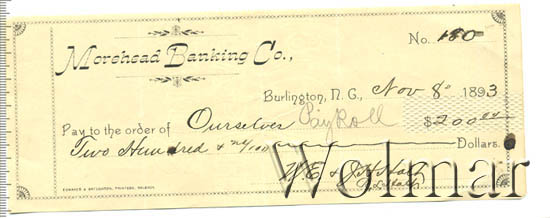 No. 180
Morehead Banking Co.,
Burlington, N. C., Nov 8 1893
Pay to the order of Ourselves Pay Roll $200.00
Two Hundred & no/100 Dollars.
W. E. &
EDWARDS & BROUGHTON, PRINTERS, RALEIGH.
Wolmar